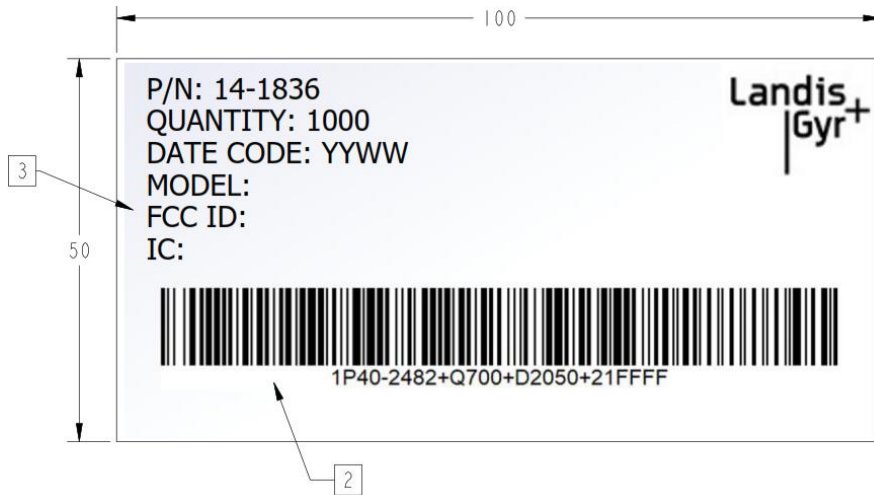 100
P/N: 14-1836
QUANTITY: 1000
DATE CODE: YYWW
MODEL:
FCC ID:
IC:
Landis+
Gyr
3
50
1P40-2482+Q700+D2050+21FFFF
2